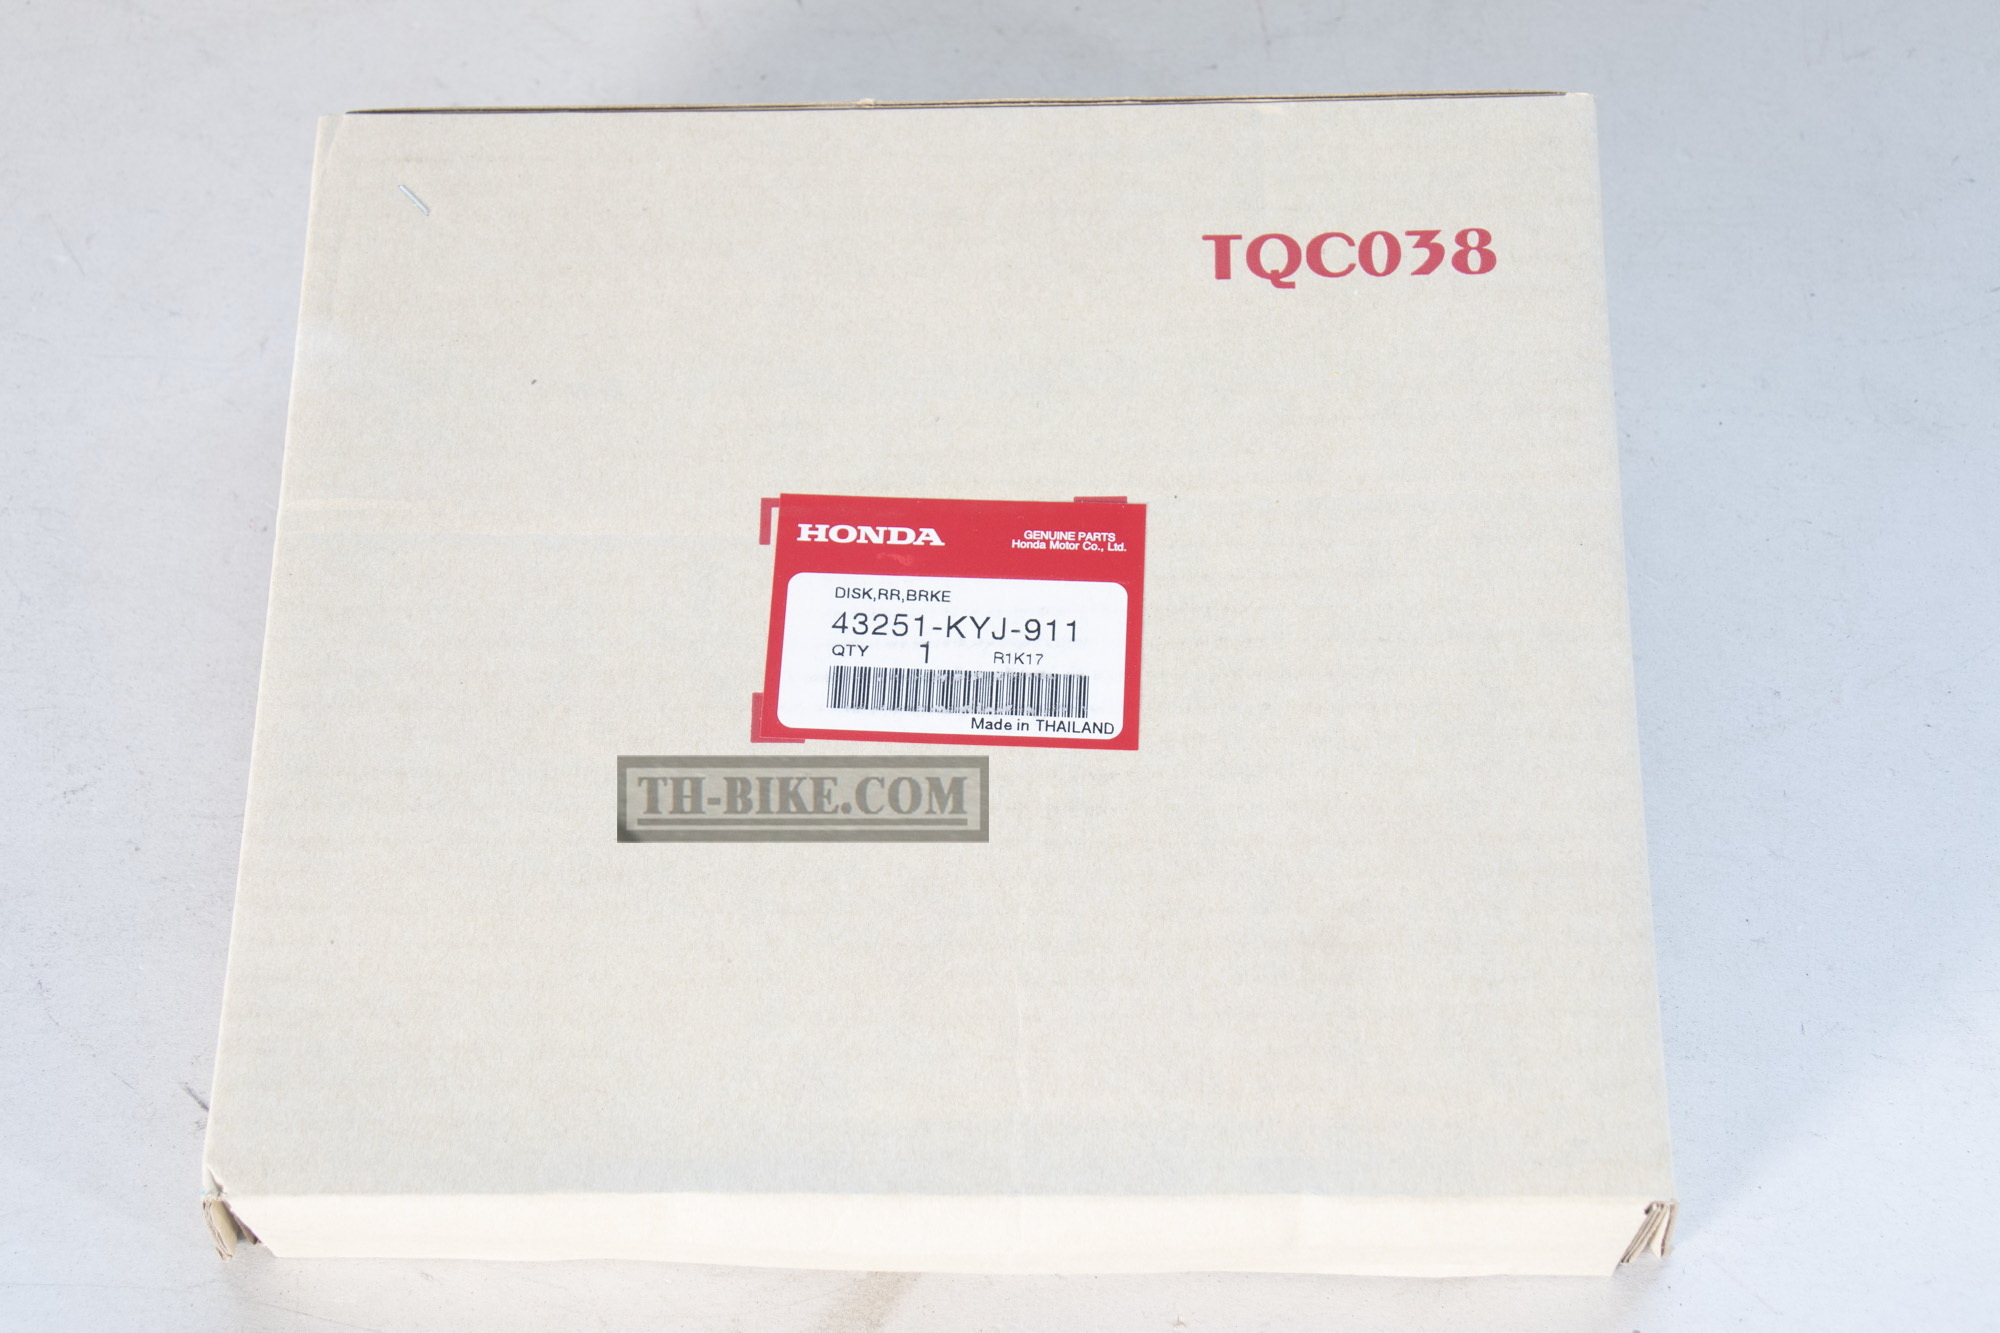 TQC038
HONDA
GENUINE PARTS
Honda Motor Co., Ltd.
DISK,RR,BRKE
43251-KYJ-911
QTY 1 R1K17
Made in THAILAND
TH-BIKE.COM